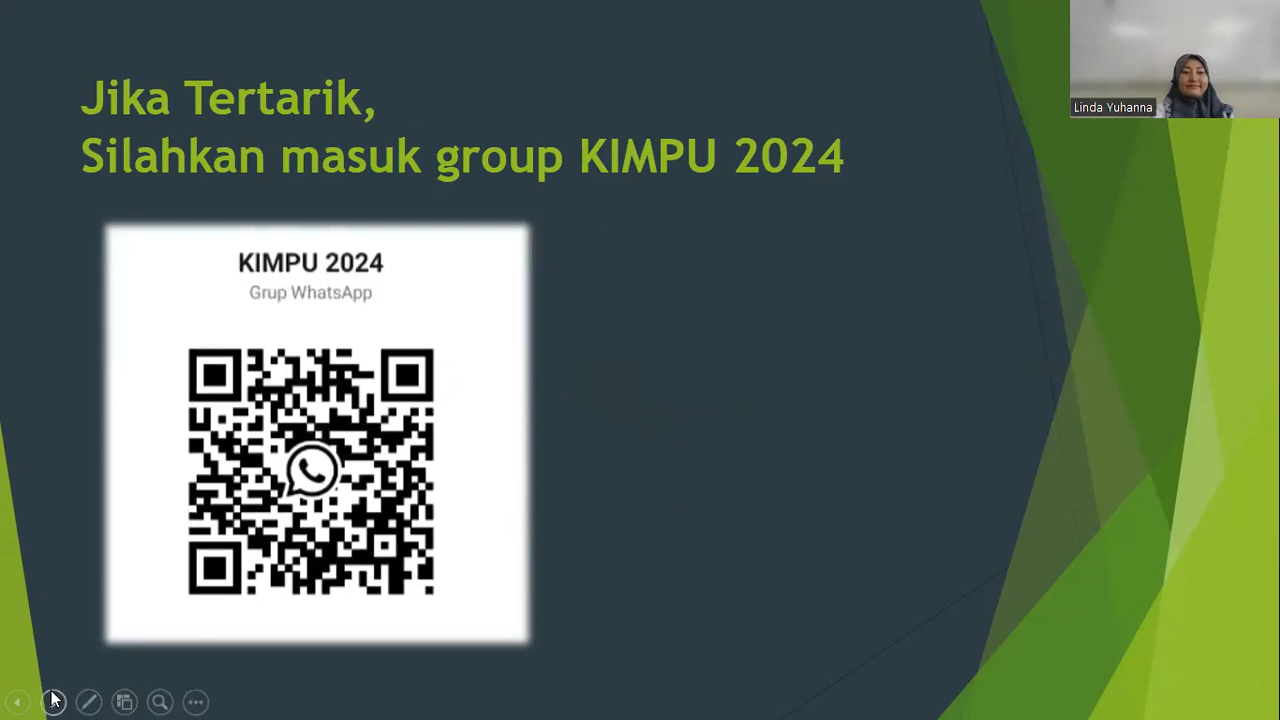 Jika Tertarik,
Silahkan masuk group KIMPU 2024
KIMPU 2024
Grup WhatsApp
Linda Yuhanna